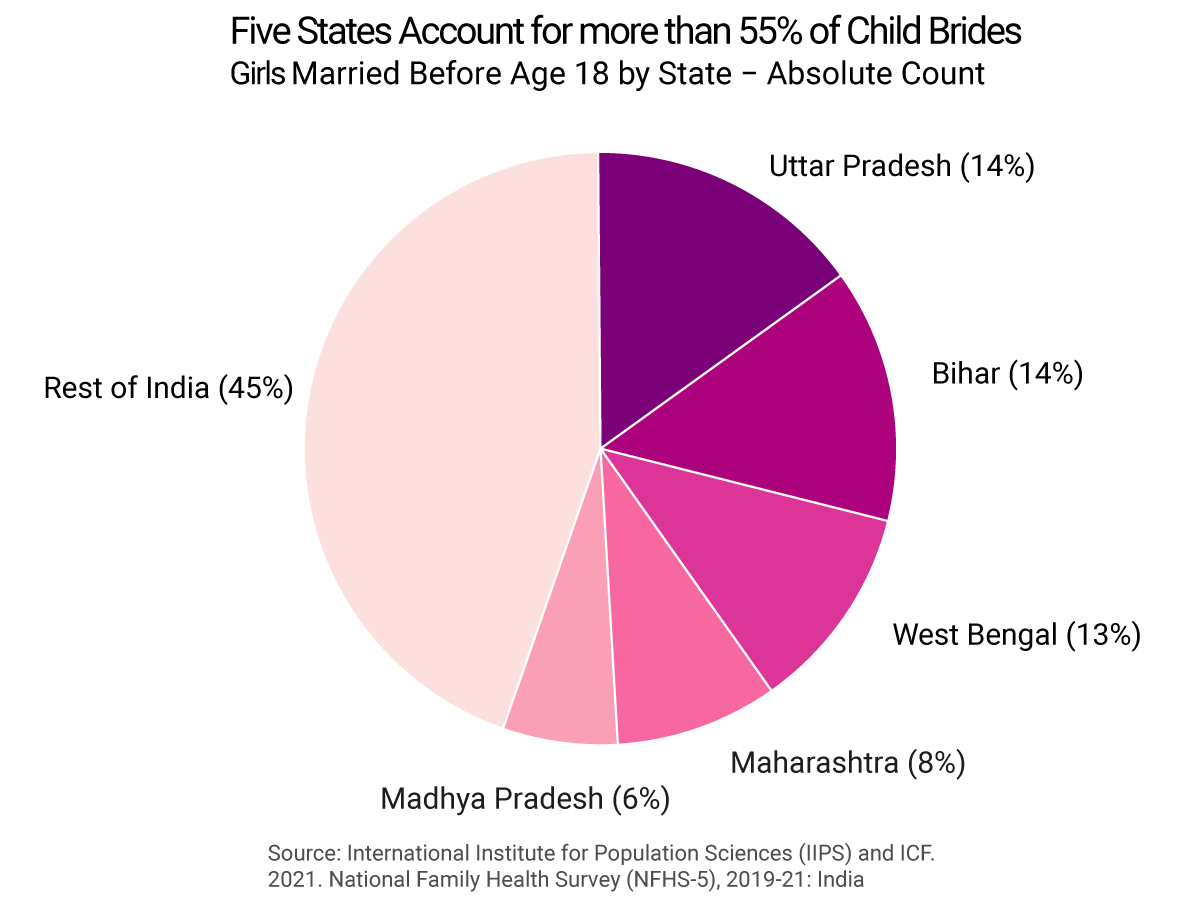 Five States Account for more than 55% of Child Brides
Girls Married Before Age 18 by State – Absolute Count
Uttar Pradesh (14%)
Bihar (14%)
Rest of India (45%)
West Bengal (13%)
Maharashtra (8%)
Madhya Pradesh (6%)
Source: International Institute for Population Sciences (IIPS) and ICF.
2021. National Family Health Survey (NFHS-5), 2019-21: India